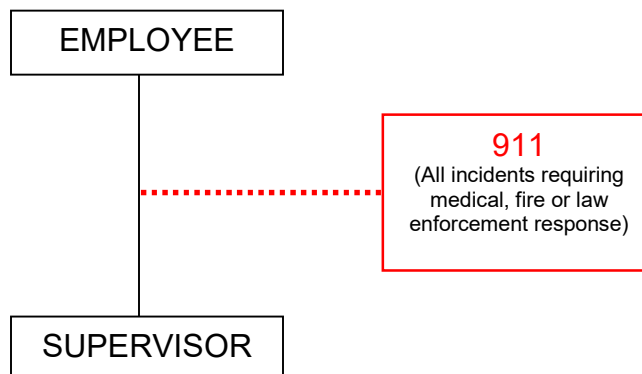 EMPLOYEE
911
(All incidents requiring
medical, fire or law
enforcement response)
SUPERVISOR